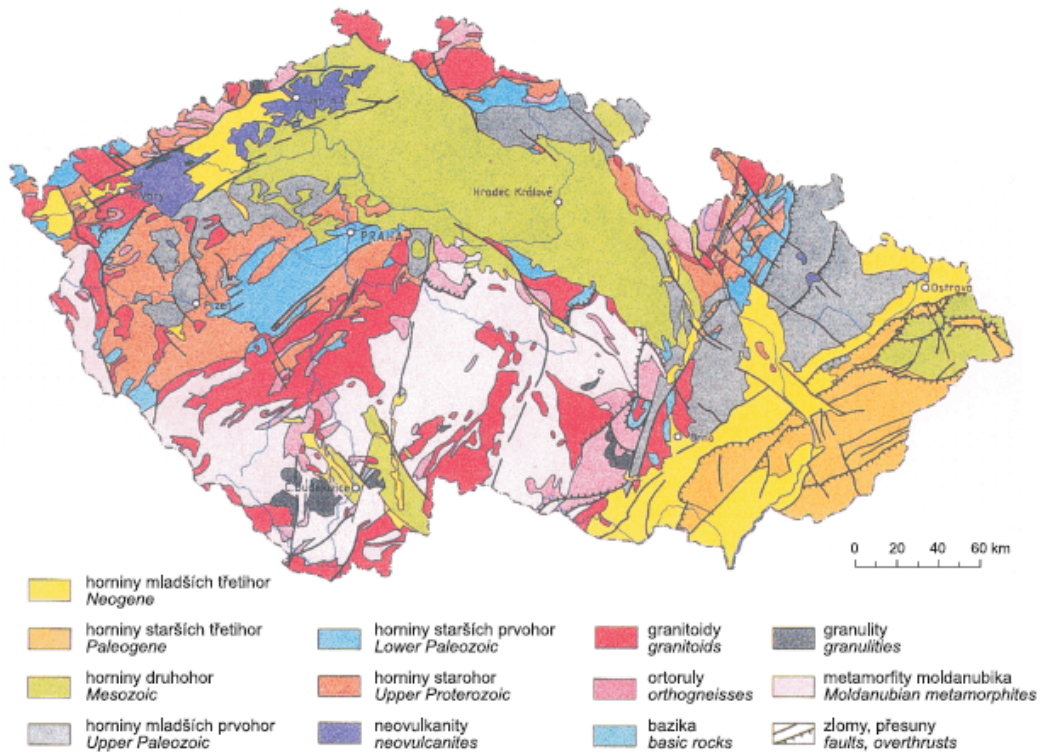 Hradec Králové
PRAHA
Ostrava
Brno
Č. Budějovice
0 20 40 60 km
horniny mladších třetihor
Neogene
horniny starších třetihor
Paleogene
horniny druhohor
Mesozoic
horniny mladších prvohor
Upper Paleozoic
horniny starších prvohor
Lower Paleozoic
horniny starohor
Upper Proterozoic
neovulkanity
neovulcanites
granitoidy
granitoids
ortoruly
orthogneisses
bazika
basic rocks
granulity
granulities
metamorfity moldanubika
Moldanubian metamorphites
zlomy, přesuny
faults, overthrusts